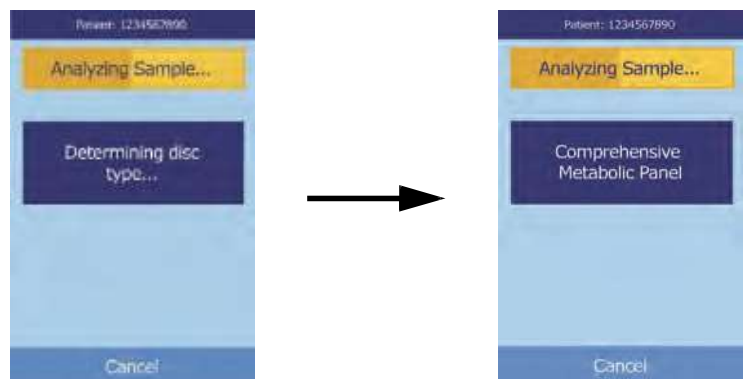 Patient: 1234567890
Analyzing Sample...
Determining disc
type...
Cancel
Patient: 1234567890
Analyzing Sample...
Comprehensive
Metabolic Panel
Cancel